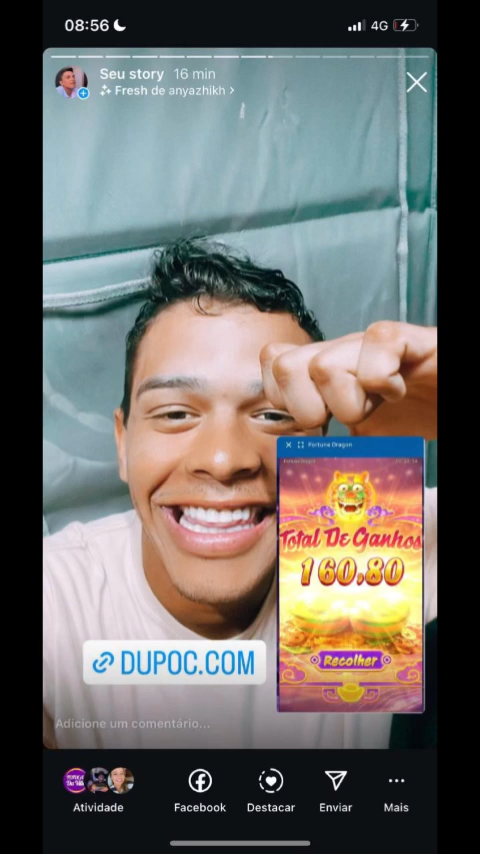 08:56
4G
Seu story 16 min
Fresh de anyazhikh
Fortune Dragon
Total De Ganhos
160.80
Recolher
DUPOC.COM
Adicione um comentário...
Atividade
Facebook
Destacar
Enviar
Mais